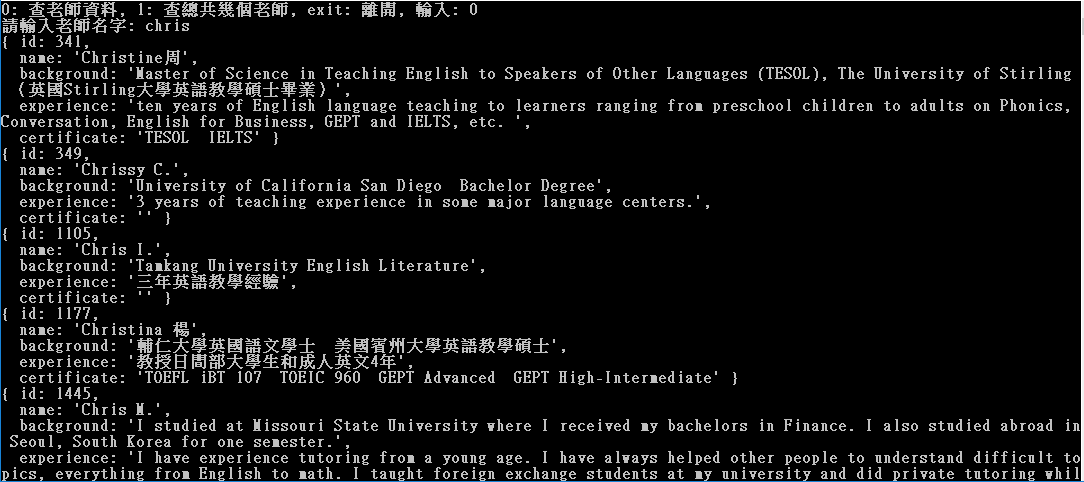 0: 查老師資料, 1: 查總共幾個老師, exit: 離開, 輸入: 0
請輸入老師名字: chris
{ id: 341,
  name: 'Christine周',
  background: 'Master of Science in Teaching English to Speakers of Other Languages (TESOL), The University of Stirling
 （英國Stirling大學英語教學碩士畢業）',
  experience: 'ten years of English language teaching to learners ranging from preschool children to adults on Phonics,
Conversation, English for Business, GEPT and IELTS, etc. ',
  certificate: 'TESOL  IELTS' }
{ id: 349,
  name: 'Chrissy C.',
  background: 'University of California San Diego  Bachelor Degree',
  experience: '3 years of teaching experience in some major language centers.',
  certificate: '' }
{ id: 1105,
  name: 'Chris I.',
  background: 'Tamkang University English Literature',
  experience: '三年英語教學經驗',
  certificate: '' }
{ id: 1177,
  name: 'Christina 楊',
  background: '輔仁大學英國語文學士  美國賓州大學英語教學碩士',
  experience: '教授日間部大學生和成人英文4年',
  certificate: 'TOEFL iBT 107  TOEIC 960  GEPT Advanced  GEPT High-Intermediate' }
{ id: 1445,
  name: 'Chris M.',
  background: 'I studied at Missouri State University where I received my bachelors in Finance. I also studied abroad in
 Seoul, South Korea for one semester.',
  experience: 'I have experience tutoring from a young age. I have always helped other people to understand difficult to
pics, everything from English to math. I taught foreign exchange students at my university and did private tutoring whil